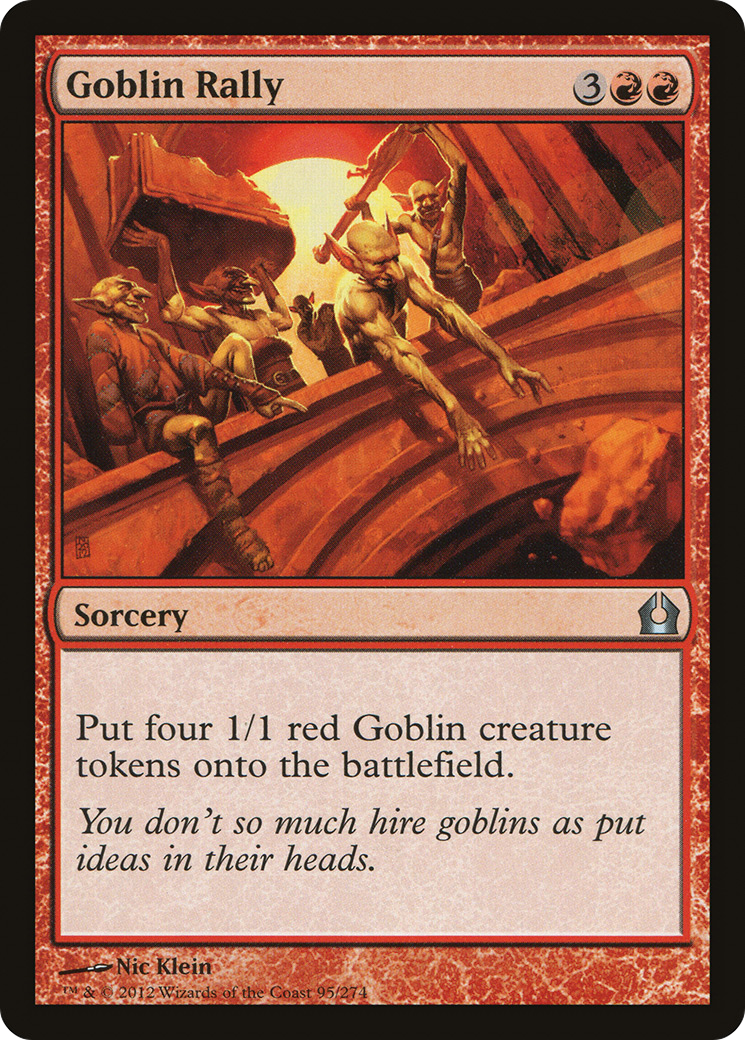 Goblin Rally 3
Sorcery
Put four 1/1 red Goblin creature
tokens onto the battlefield.
You don't so much hire goblins as put
ideas in their heads.
Nic Klein
™ & © 2012 Wizards of the Coast 95/274